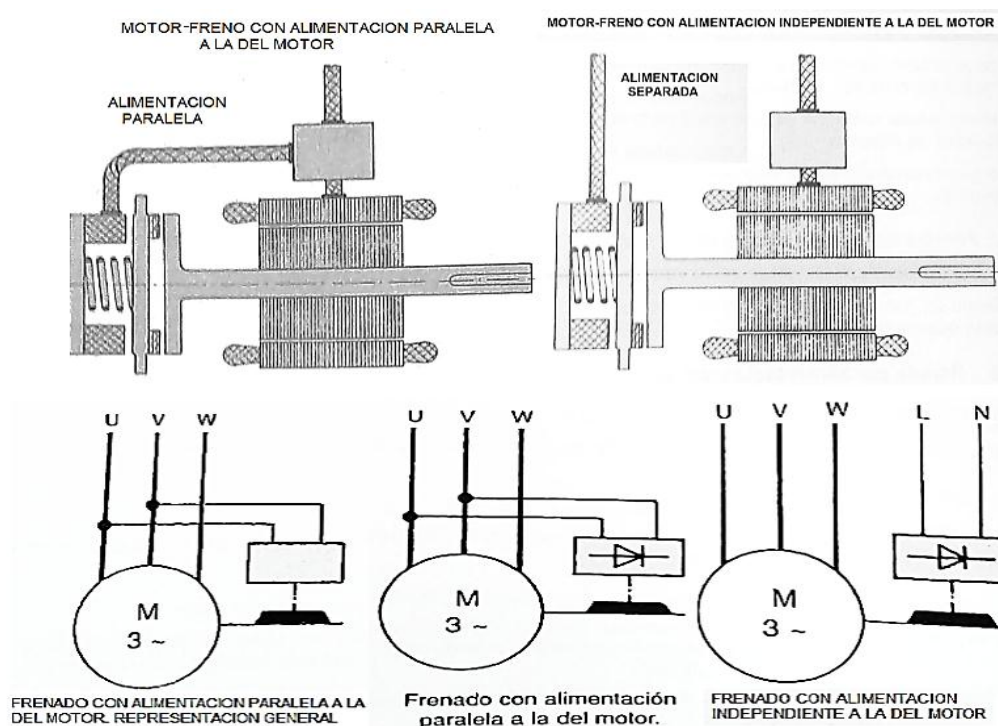 MOTOR-FRENO CON ALIMENTACION PARALELA
A LA DEL MOTOR
MOTOR-FRENO CON ALIMENTACION INDEPENDIENTE A LA DEL MOTOR
ALIMENTACION
PARALELA
ALIMENTACION
SEPARADA
U V W
U V W
U V W L N
M
3 ~
M
3 ~
M
3 ~
FRENADO CON ALIMENTACION PARALELA A LA
DEL MOTOR. REPRESENTACION GENERAL
Frenado con alimentación
paralela a la del motor.
FRENADO CON ALIMENTACION
INDEPENDIENTE A LA DEL MOTOR